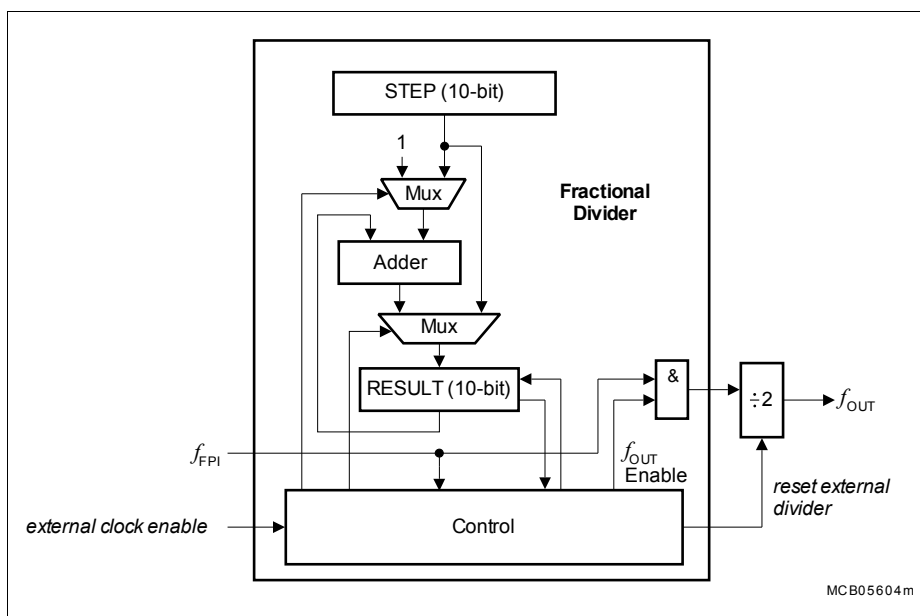 STEP (10-bit)
1
Mux
Fractional
Divider
Adder
Mux
RESULT (10-bit)
&
÷2
fOUT
fFPI
fOUT
Enable
reset external
divider
external clock enable
Control
MCB05604m